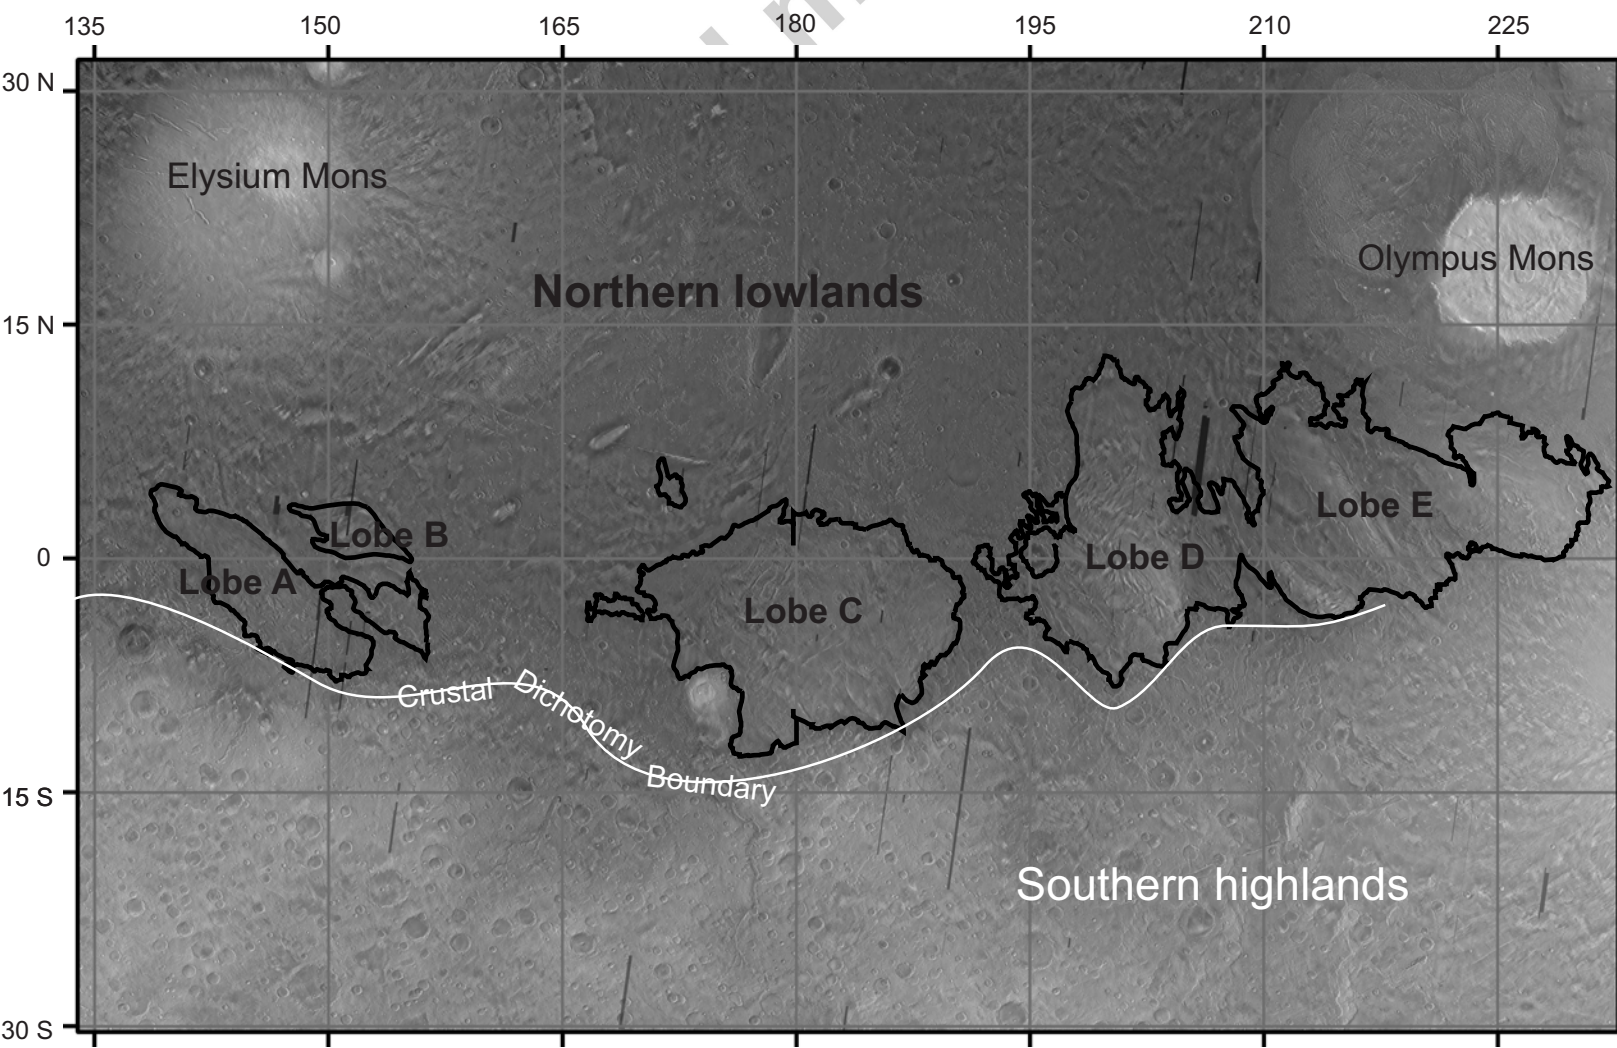 135 150 165 180 195 210 225
30 N
Elysium Mons
Olympus Mons
Northern lowlands
15 N
Lobe E
Lobe B
0
Lobe D
Lobe A
Lobe C
Crustal Dichotomy Boundary
15 S
Southern highlands
30 S